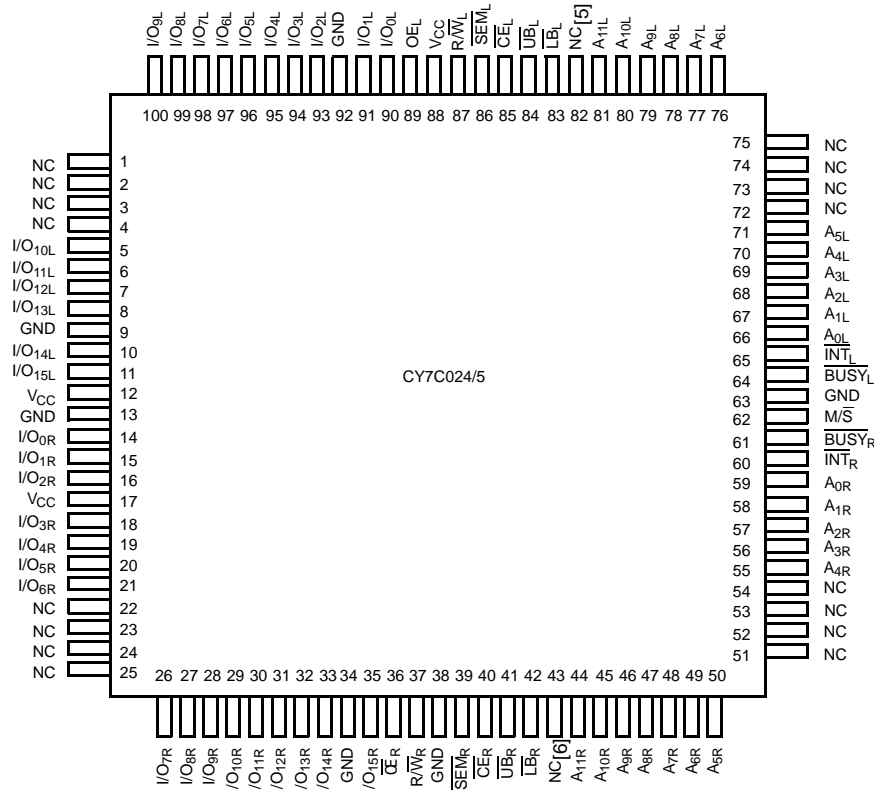 I/O9L I/O8L I/O7L I/O6L I/O5L I/O4L I/O3L I/O2L GND I/O1L I/O0L OEL VCC R/WL SEML CEL UBL LBL NC[5] A11L A10L A9L A8L A7L A6L
100 99 98 97 96 95 94 93 92 91 90 89 88 87 86 85 84 83 82 81 80 79 78 77 76
NC 1
NC 2
NC 3
NC 4
I/O10L 5
I/O11L 6
I/O12L 7
I/O13L 8
GND 9
I/O14L 10
I/O15L 11
VCC 12
GND 13
I/O0R 14
I/O1R 15
I/O2R 16
VCC 17
I/O3R 18
I/O4R 19
I/O5R 20
I/O6R 21
NC 22
NC 23
NC 24
NC 25
CY7C024/5
75 NC
74 NC
73 NC
72 NC
71 A5L
70 A4L
69 A3L
68 A2L
67 A1L
66 A0L
65 INTL
64 BUSYL
63 GND
62 M/S
61 BUSYR
60 INTR
59 A0R
58 A1R
57 A2R
56 A3R
55 A4R
54 NC
53 NC
52 NC
51 NC
26 27 28 29 30 31 32 33 34 35 36 37 38 39 40 41 42 43 44 45 46 47 48 49 50
I/O7R I/O8R I/O9R /O10R /O11R /O12R /O13R /O14R GND /O15R OER R/WR GND SEMR CER UBR LBR NC[6] A11R A10R A9R A8R A7R A6R A5R